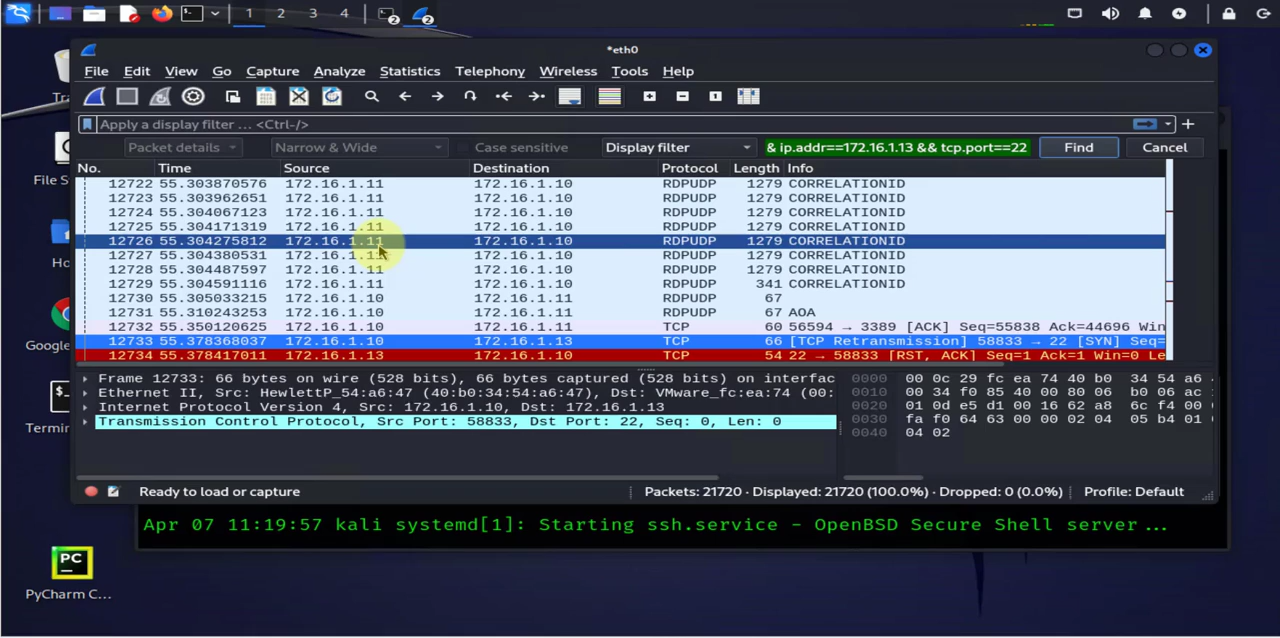 1 2 3 4 2 2
*eth0
File Edit View Go Capture Analyze Statistics Telephony Wireless Tools Help
Apply a display filter ... <Ctrl-/>
Packet details Narrow & Wide Case sensitive Display filter & ip.addr==172.16.1.13 && tcp.port==22 Find Cancel
No. Time Source Destination Protocol Length Info
12722 55.303870576 172.16.1.11 172.16.1.10 RDPUDP 1279 CORRELATIONID
12723 55.303962651 172.16.1.11 172.16.1.10 RDPUDP 1279 CORRELATIONID
12724 55.304067123 172.16.1.11 172.16.1.10 RDPUDP 1279 CORRELATIONID
12725 55.304171319 172.16.1.11 172.16.1.10 RDPUDP 1279 CORRELATIONID
12726 55.304275812 172.16.1.11 172.16.1.10 RDPUDP 1279 CORRELATIONID
12727 55.304380531 172.16.1.11 172.16.1.10 RDPUDP 1279 CORRELATIONID
12728 55.304487597 172.16.1.11 172.16.1.10 RDPUDP 1279 CORRELATIONID
12729 55.304591116 172.16.1.11 172.16.1.10 RDPUDP 341 CORRELATIONID
12730 55.305033215 172.16.1.10 172.16.1.11 RDPUDP 67
12731 55.310243253 172.16.1.10 172.16.1.11 RDPUDP 67 AOA
12732 55.350120625 172.16.1.10 172.16.1.11 TCP 60 56594 → 3389 [ACK] Seq=55838 Ack=44696 Win
12733 55.378368037 172.16.1.10 172.16.1.13 TCP 66 [TCP Retransmission] 58833 → 22 [SYN] Seq=
12734 55.378417011 172.16.1.13 172.16.1.10 TCP 54 22 → 58833 [RST, ACK] Seq=1 Ack=1 Win=0 Le
Frame 12733: 66 bytes on wire (528 bits), 66 bytes captured (528 bits) on interfac
Ethernet II, Src: HewlettP_54:a6:47 (40:b0:34:54:a6:47), Dst: VMware_fc:ea:74 (00:
Internet Protocol Version 4, Src: 172.16.1.10, Dst: 172.16.1.13
Transmission Control Protocol, Src Port: 58833, Dst Port: 22, Seq: 0, Len: 0
0000 00 0c 29 fc ea 74 40 b0 34 54 a6
0010 00 34 f0 85 40 00 80 06 b0 06 ac
0020 01 0d e5 d1 00 16 62 a8 6c f4 00
0030 fa f0 64 63 00 00 02 04 05 b4 01
0040 04 02
Ready to load or capture Packets: 21720 · Displayed: 21720 (100.0%) · Dropped: 0 (0.0%) Profile: Default
Apr 07 11:19:57 kali systemd[1]: Starting ssh.service - OpenBSD Secure Shell server...
Tra
File S
Ho
Google
Termin
PC
PyCharm C...